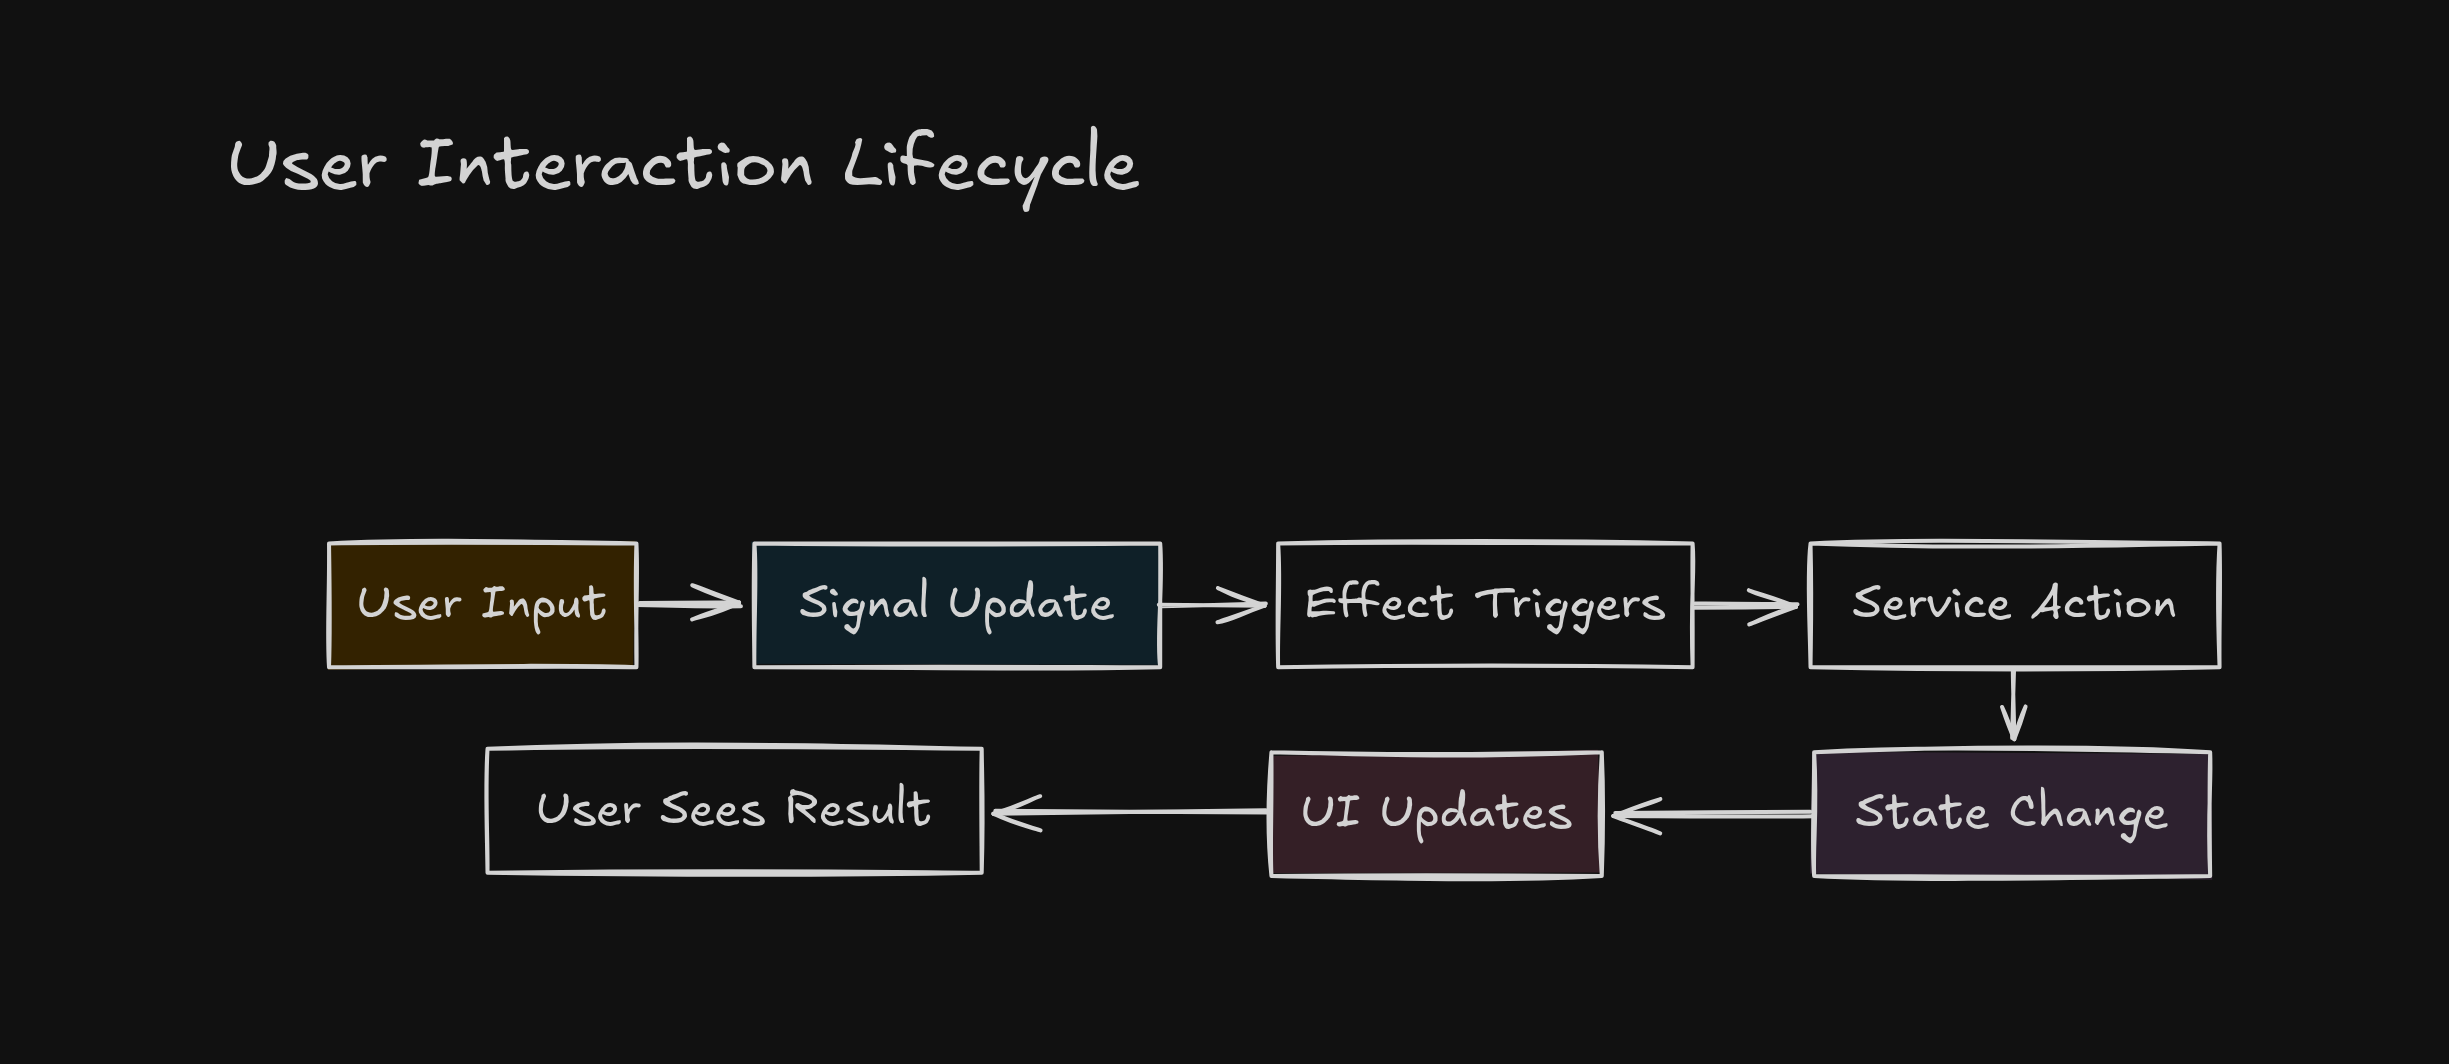 User Interaction Lifecycle
User Input
Signal Update
Effect Triggers
Service Action
State Change
UI Updates
User Sees Result